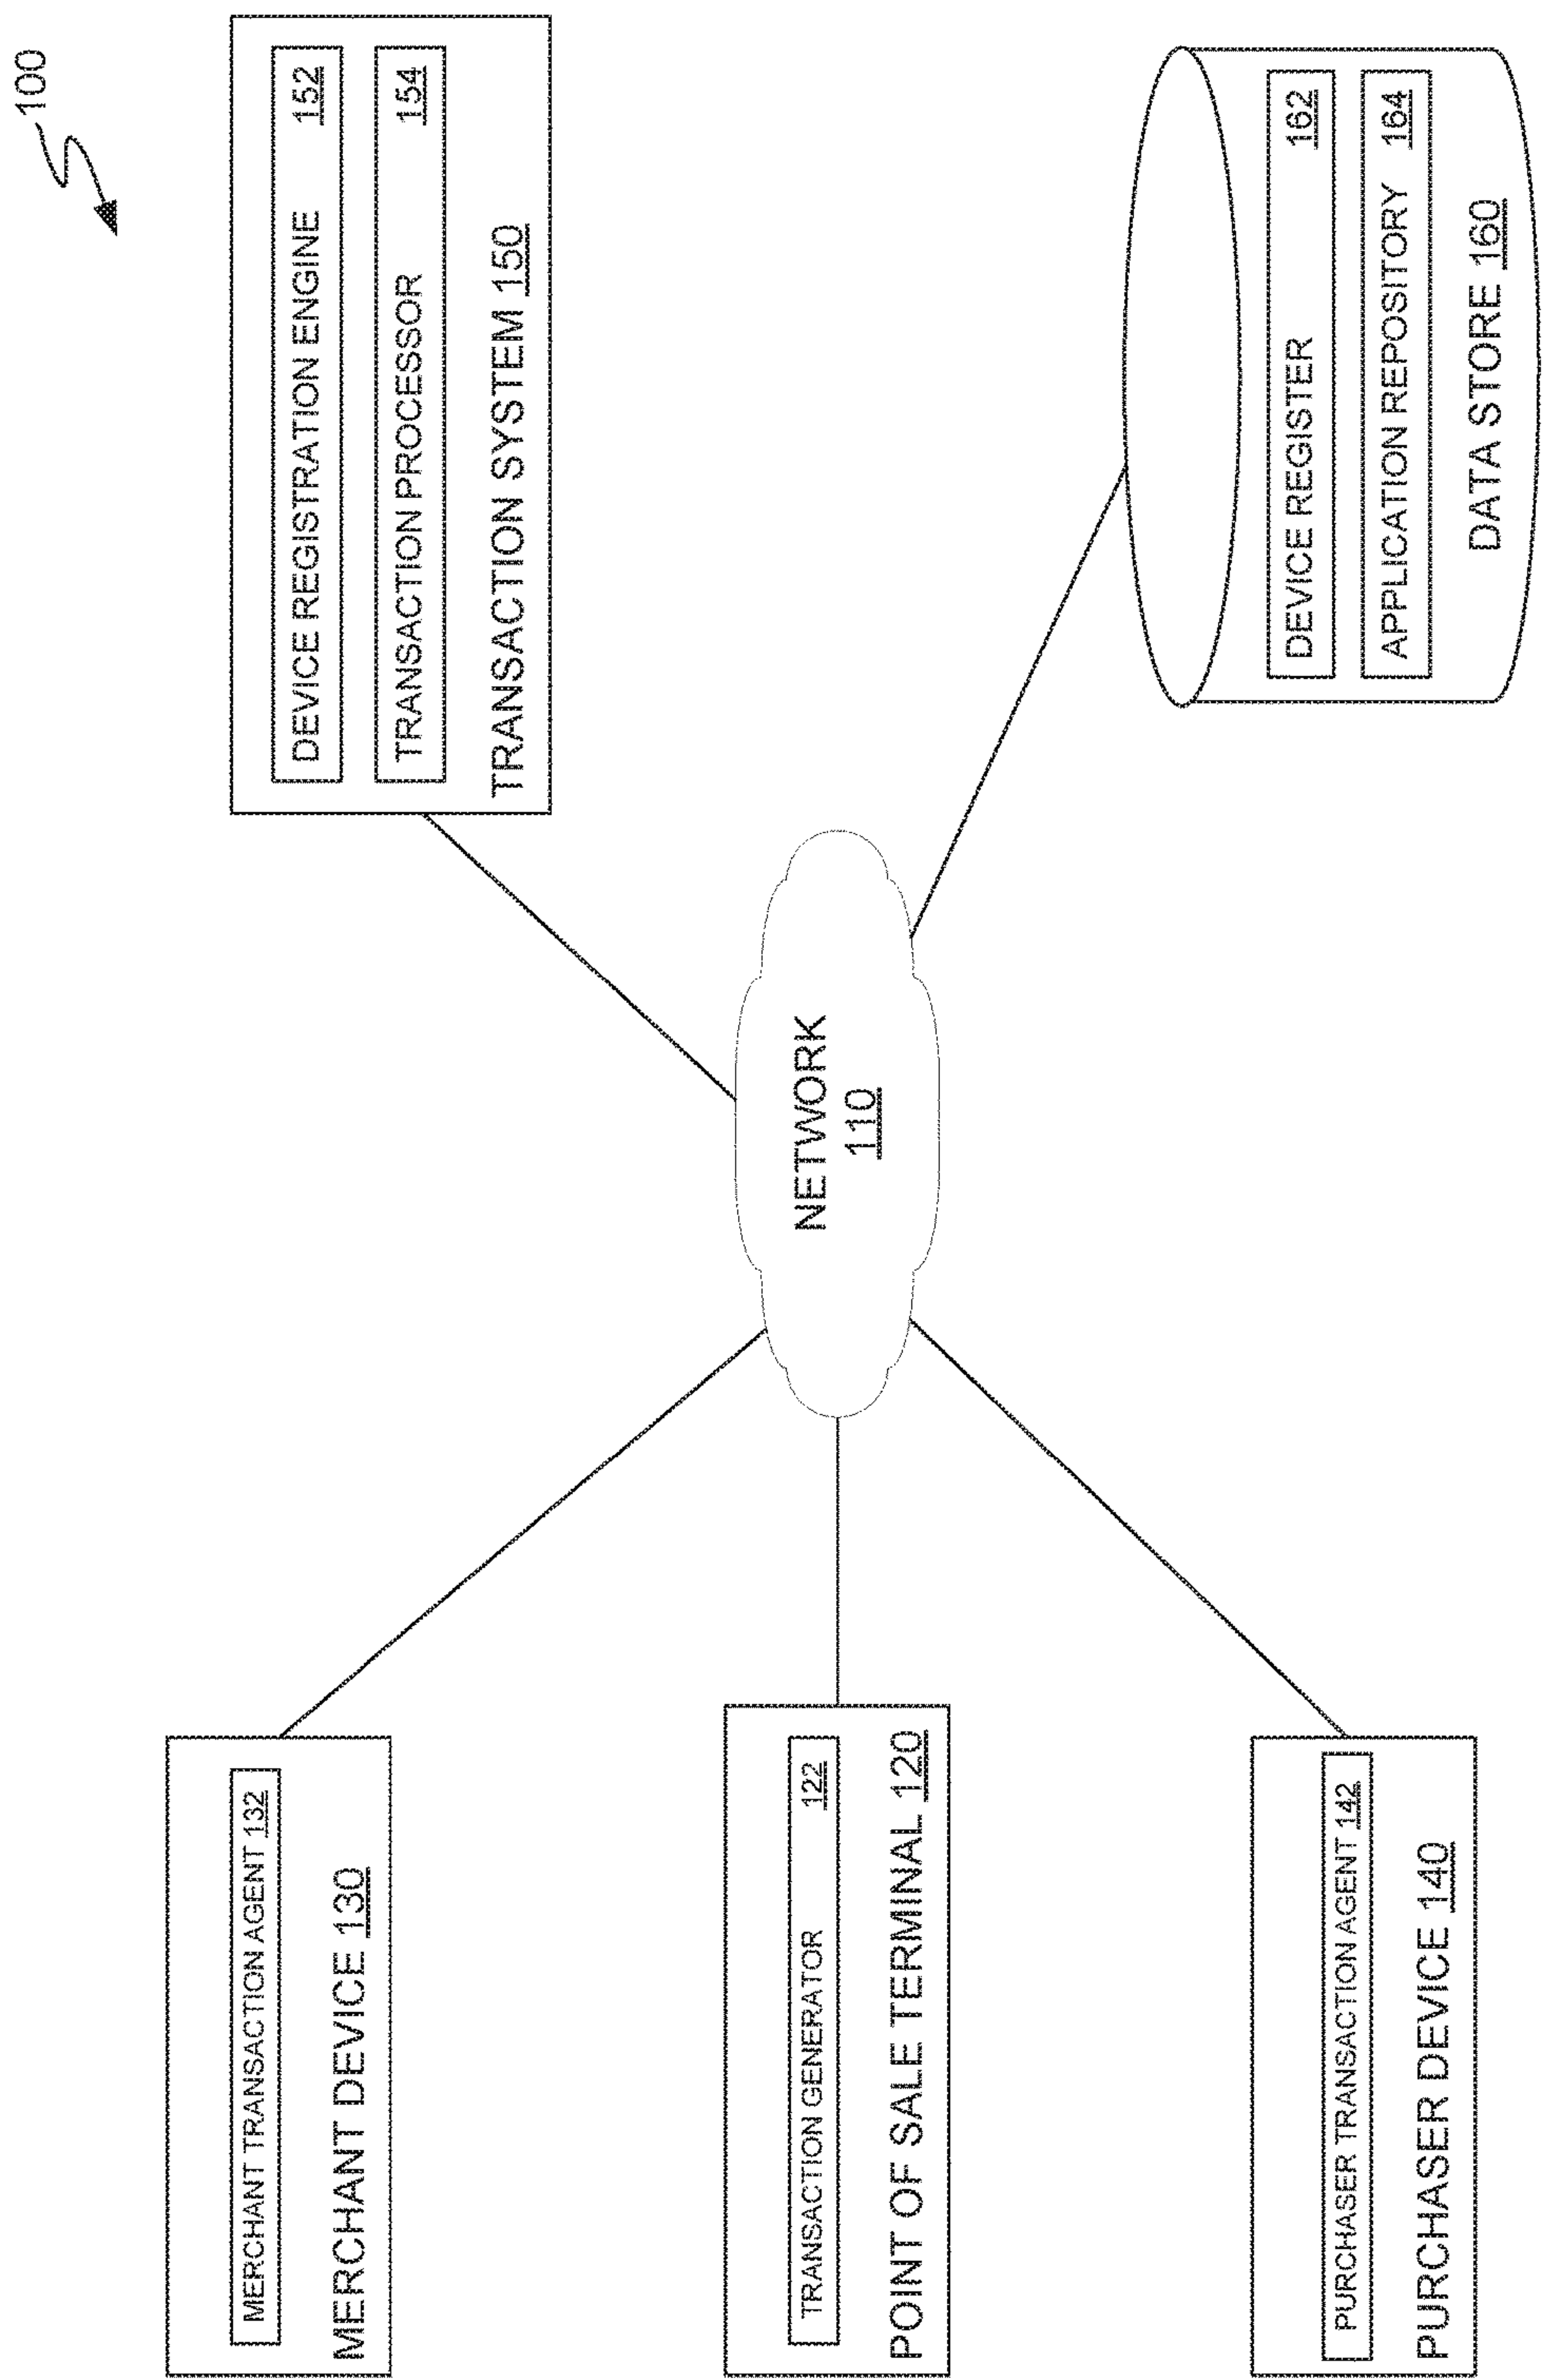 100
MERCHANT TRANSACTION AGENT 132
MERCHANT DEVICE 130
TRANSACTION GENERATOR 122
POINT OF SALE TERMINAL 120
PURCHASER TRANSACTION AGENT 142
PURCHASER DEVICE 140
NETWORK
110
DEVICE REGISTRATION ENGINE 152
TRANSACTION PROCESSOR 154
TRANSACTION SYSTEM 150
DEVICE REGISTER 162
APPLICATION REPOSITORY 164
DATA STORE 160